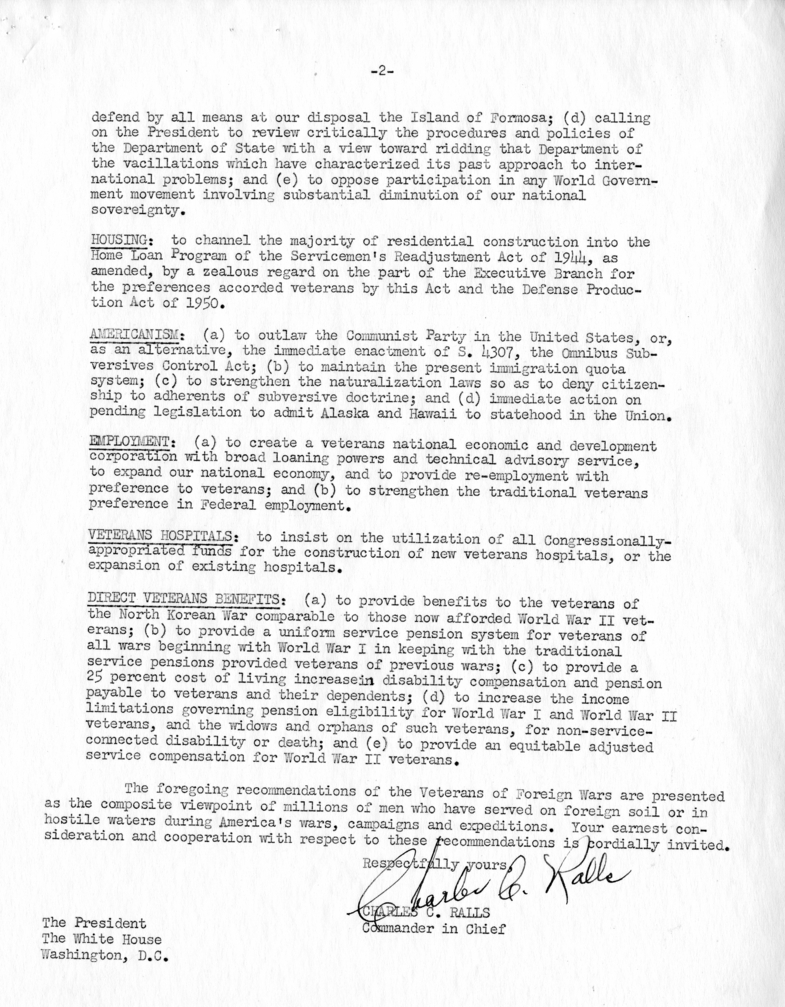 -2-
defend by all means at our disposal the Island of Formosa; (d) calling
on the President to review critically the procedures and policies of
the Department of State with a view toward ridding that Department of
the vacillations which have characterized its past approach to inter-
national problems; and (e) to oppose participation in any World Govern-
ment movement involving substantial diminution of our national
sovereignty.
HOUSING: to channel the majority of residential construction into the
Home Loan Program of the Servicemen's Readjustment Act of 1944, as
amended, by a zealous regard on the part of the Executive Branch for
the preferences accorded veterans by this Act and the Defense Produc-
tion Act of 1950.
AMERICANISM: (a) to outlaw the Communist Party in the United States, or,
as an alternative, the immediate enactment of S. 4307, the Omnibus Sub-
versives Control Act; (b) to maintain the present immigration quota
system; (c) to strengthen the naturalization laws so as to deny citizen-
ship to adherents of subversive doctrine; and (d) immediate action on
pending legislation to admit Alaska and Hawaii to statehood in the Union.
EMPLOYMENT: (a) to create a veterans national economic and development
corporation with broad loaning powers and technical advisory service,
to expand our national economy, and to provide re-employment with
preference to veterans; and (b) to strengthen the traditional veterans
preference in Federal employment.
VETERANS HOSPITALS: to insist on the utilization of all Congressionally-
appropriated funds for the construction of new veterans hospitals, or the
expansion of existing hospitals.
DIRECT VETERANS BENEFITS: (a) to provide benefits to the veterans of
the North Korean War comparable to those now afforded World War II vet-
erans; (b) to provide a uniform service pension system for veterans of
all wars beginning with World War I in keeping with the traditional
service pensions provided veterans of previous wars; (c) to provide a
25 percent cost of living increasein disability compensation and pension
payable to veterans and their dependents; (d) to increase the income
limitations governing pension eligibility for World War I and World War II
veterans, and the widows and orphans of such veterans, for non-service-
connected disability or death; and (e) to provide an equitable adjusted
service compensation for World War II veterans.
The foregoing recommendations of the Veterans of Foreign Wars are presented
as the composite viewpoint of millions of men who have served on foreign soil or in
hostile waters during America's wars, campaigns and expeditions. Your earnest con-
sideration and cooperation with respect to these recommendations is cordially invited.
Respectfully yours,
Charles C. Ralls
CHARLES C. RALLS
Commander in Chief
The President
The White House
Washington, D.C.